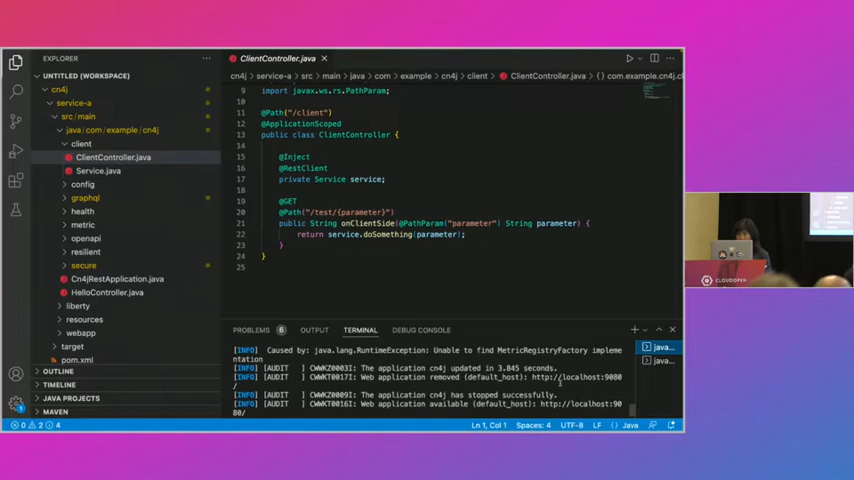 EXPLORER
···
UNTITLED (WORKSPACE)
cn4j
service-a
src/main
java/com/example/cn4j
client
ClientController.java
Service.java
config
graphql
health
metric
openapi
resilient
secure
Cn4jRestApplication.java
HelloController.java
liberty
resources
webapp
target
pom.xml
OUTLINE
TIMELINE
JAVA PROJECTS
MAVEN
ClientController.java
cn4j > service-a > src > main > java > com > example > cn4j > client > ClientController.java > {} com.example.cn4j.cl
9 import javax.ws.rs.PathParam;
10
11 @Path("/client")
12 @ApplicationScoped
13 public class ClientController {
14
15 @Inject
16 @RestClient
17 private Service service;
18
19 @GET
20 @Path("/test/{parameter}")
21 public String onClientSide(@PathParam("parameter") String parameter) {
22 return service.doSomething(parameter);
23 }
24 }
25
PROBLEMS 6 OUTPUT TERMINAL DEBUG CONSOLE
[INFO] Caused by: java.lang.RuntimeException: Unable to find MetricRegistryFactory impleme
ntation
[INFO] [AUDIT ] CWWKZ0003I: The application cn4j updated in 3.845 seconds.
[INFO] [AUDIT ] CWWKT0017I: Web application removed (default_host): http://localhost:9080
/
[INFO] [AUDIT ] CWWKZ0009I: The application cn4j has stopped successfully.
[INFO] [AUDIT ] CWWKT0016I: Web application available (default_host): http://localhost:90
80/
java...
java...
0 2 4
Ln 1, Col 1 Spaces: 4 UTF-8 LF {} Java
CLOUDOPEN